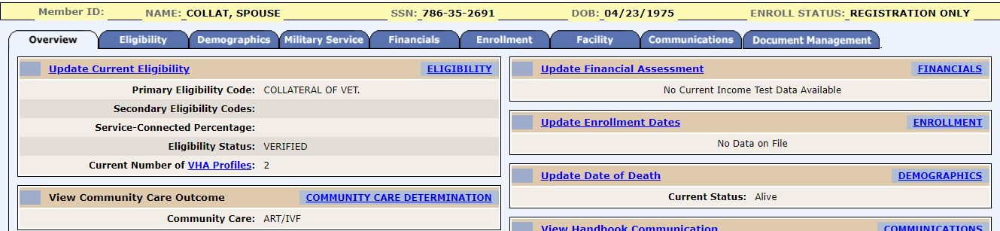 Member ID: NAME: COLLAT, SPOUSE SSN: 786-35-2691 DOB: 04/23/1975 ENROLL STATUS: REGISTRATION ONLY
Overview Eligibility Demographics Military Service Financials Enrollment Facility Communications Document Management
Update Current Eligibility ELIGIBILITY
Primary Eligibility Code: COLLATERAL OF VET.
Secondary Eligibility Codes:
Service-Connected Percentage:
Eligibility Status: VERIFIED
Current Number of VHA Profiles: 2
View Community Care Outcome COMMUNITY CARE DETERMINATION
Community Care: ART/IVF
Update Financial Assessment FINANCIALS
No Current Income Test Data Available
Update Enrollment Dates ENROLLMENT
No Data on File
Update Date of Death DEMOGRAPHICS
Current Status: Alive
View Handbook Communication COMMUNICATIONS